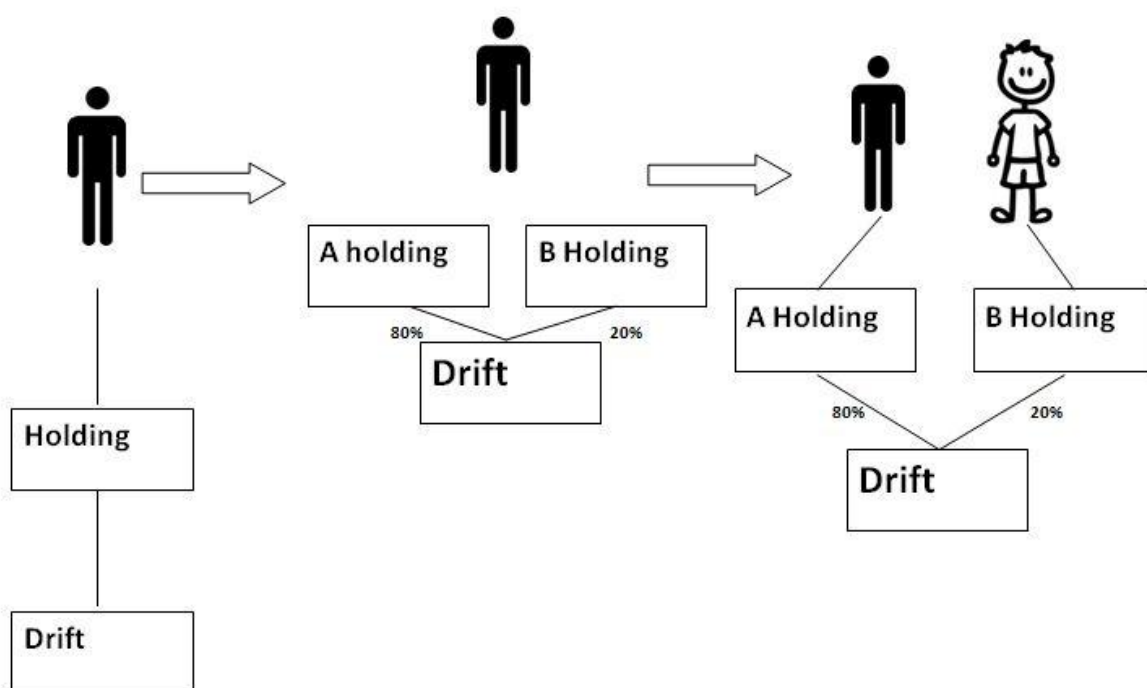 Holding
Drift
A holding
B Holding
80%
20%
Drift
A Holding
B Holding
80%
20%
Drift